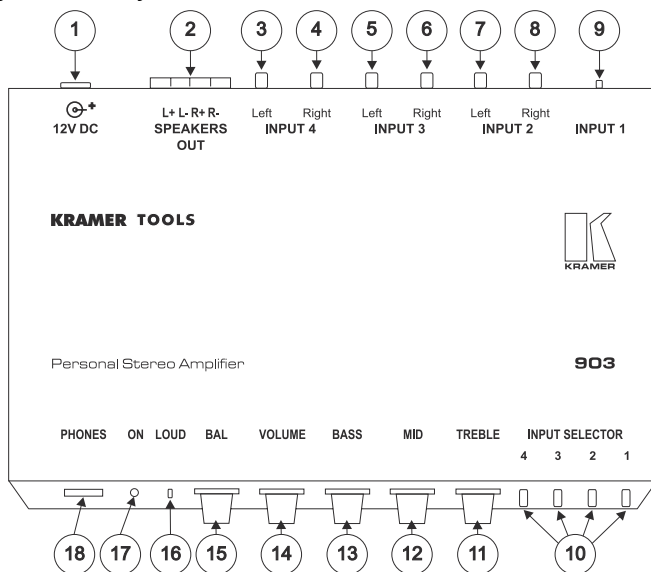 1 2 3 4 5 6 7 8 9
+
L+ L- R+ R- Left Right Left Right Left Right
12V DC SPEAKERS INPUT 4 INPUT 3 INPUT 2 INPUT 1
OUT
KRAMER TOOLS
K
KRAMER
Personal Stereo Amplifier 903
PHONES ON LOUD BAL VOLUME BASS MID TREBLE INPUT SELECTOR
4 3 2 1
18 17 16 15 14 13 12 11 10